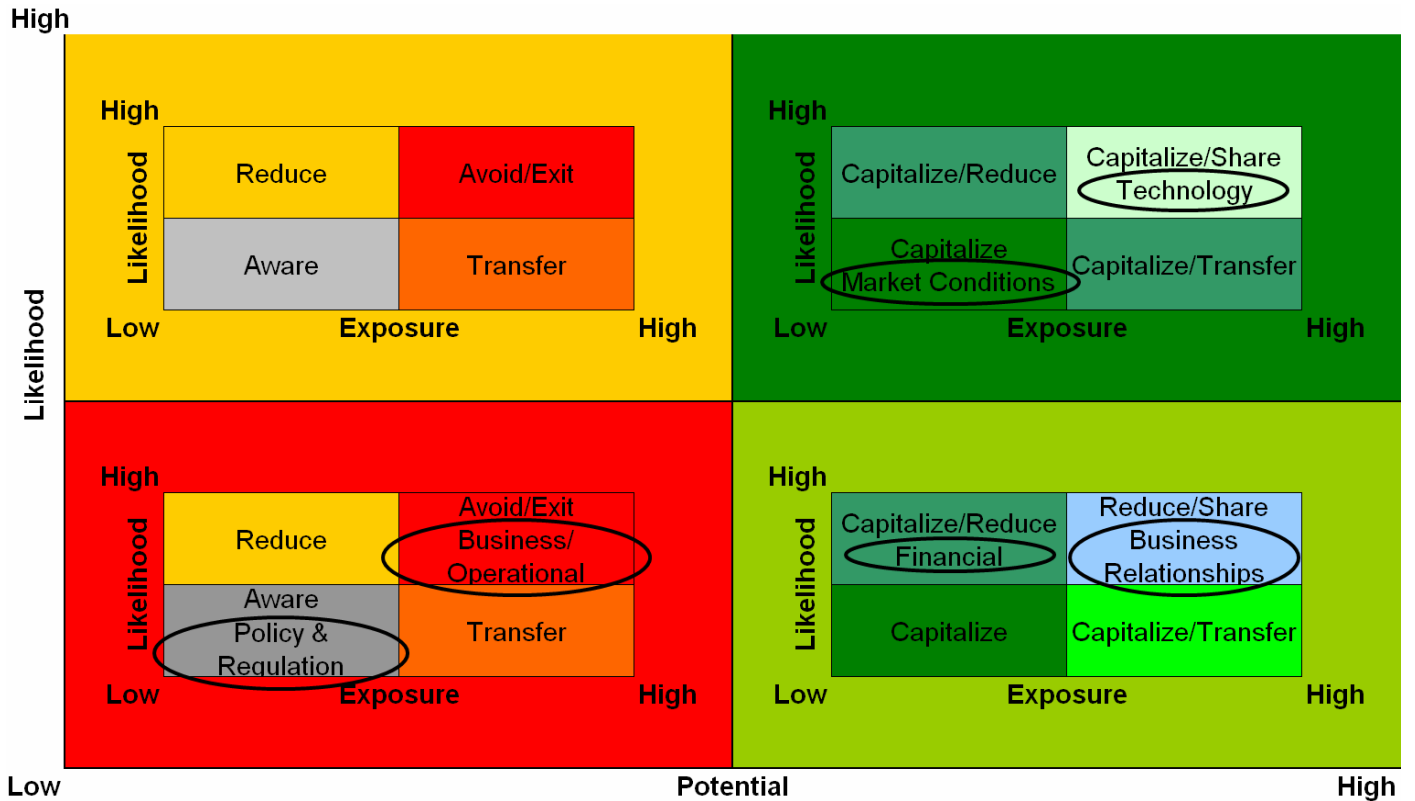 High
High
Likelihood
Reduce
Avoid/Exit
Aware
Transfer
Low
Exposure
High
High
Likelihood
Capitalize/Reduce
Capitalize/Share
Technology
Capitalize
Market Conditions
Capitalize/Transfer
Low
Exposure
High
Likelihood
High
Likelihood
Reduce
Avoid/Exit
Business/
Operational
Aware
Policy &
Regulation
Transfer
Low
Exposure
High
High
Likelihood
Capitalize/Reduce
Financial
Reduce/Share
Business
Relationships
Capitalize
Capitalize/Transfer
Low
Exposure
High
Low
Potential
High